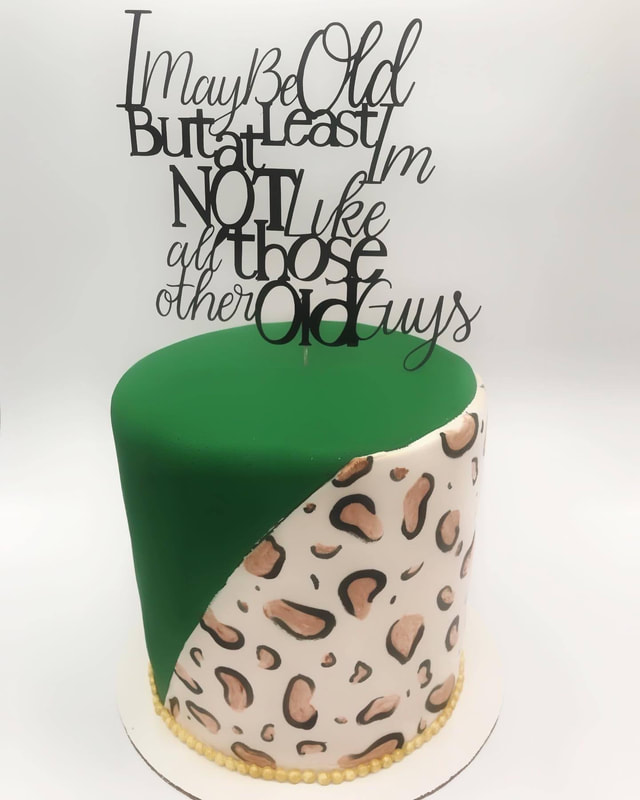 I May Be Old
But at Least Im
NOT Like
all those
other Old Guys